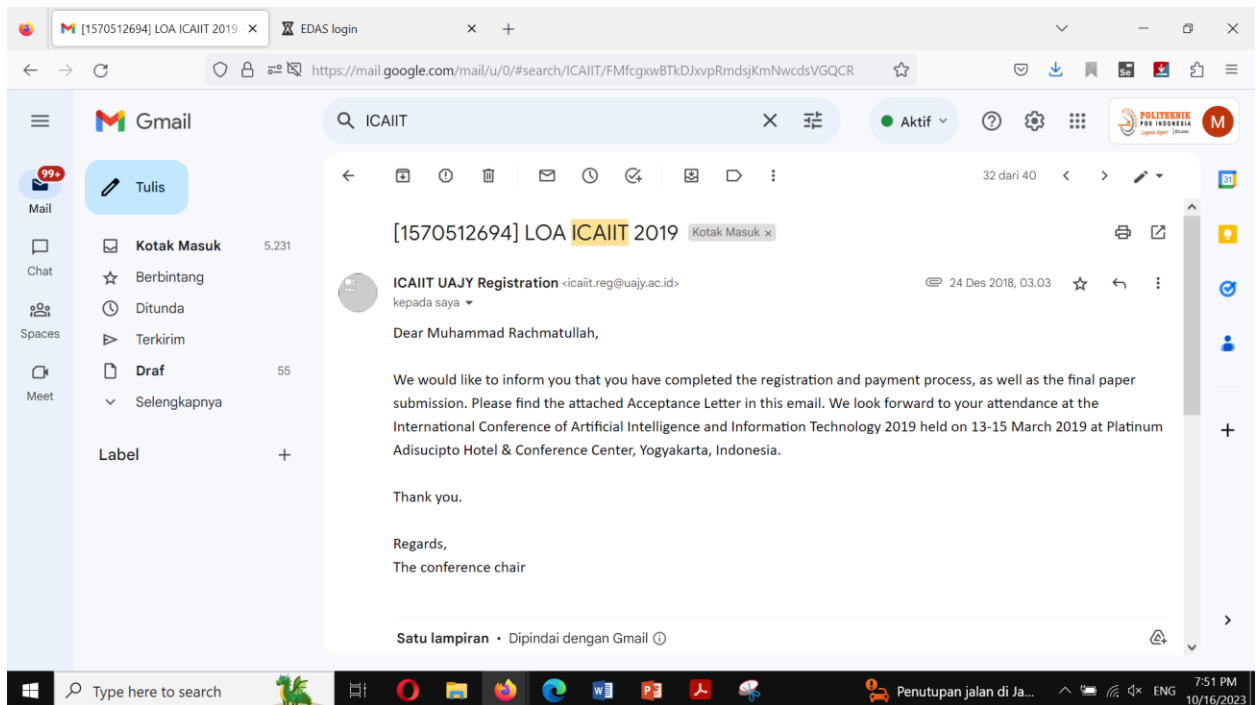 [1570512694] LOA ICAIIT 2019
EDAS login
https://mail.google.com/mail/u/0/#search/ICAIIT/FMfcgxwBTkDJxvpRmdsjKmNwcdsVGQCR
Gmail
ICAIIT
Aktif
POLITEKNIK
POS INDONESIA
M
99+
Mail
Chat
Spaces
Meet
Tulis
Kotak Masuk 5.231
Berbintang
Ditunda
Terkirim
Draf 55
Selengkapnya
Label
32 dari 40
[1570512694] LOA ICAIIT 2019 Kotak Masuk x
ICAIIT UAJY Registration <icaiit.reg@uajy.ac.id>
24 Des 2018, 03.03
kepada saya
Dear Muhammad Rachmatullah,
We would like to inform you that you have completed the registration and payment process, as well as the final paper
submission. Please find the attached Acceptance Letter in this email. We look forward to your attendance at the
International Conference of Artificial Intelligence and Information Technology 2019 held on 13-15 March 2019 at Platinum
Adisucipto Hotel & Conference Center, Yogyakarta, Indonesia.
Thank you.
Regards,
The conference chair
Satu lampiran • Dipindai dengan Gmail
31
Type here to search
Penutupan jalan di Ja...
ENG
7:51 PM
10/16/2023